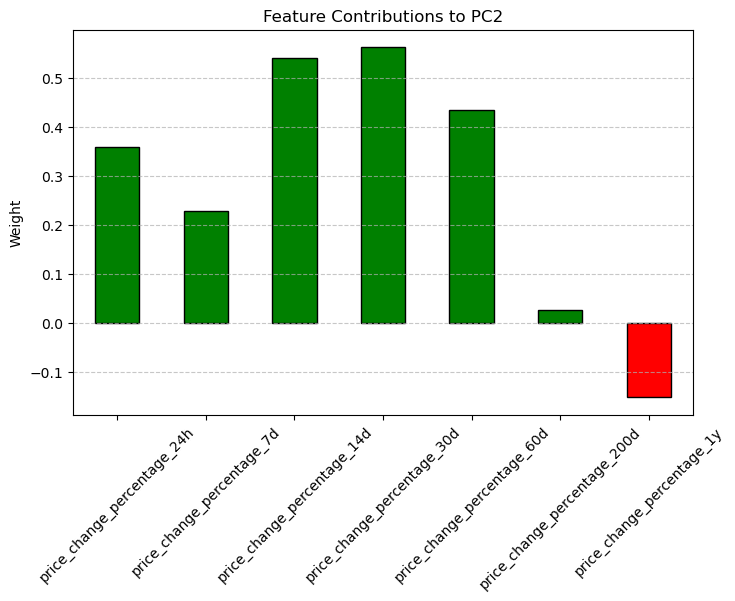 Feature Contributions to PC2
Weight
0.5
0.4
0.3
0.2
0.1
0.0
−0.1
price_change_percentage_24h
price_change_percentage_7d
price_change_percentage_14d
price_change_percentage_30d
price_change_percentage_60d
price_change_percentage_200d
price_change_percentage_1y